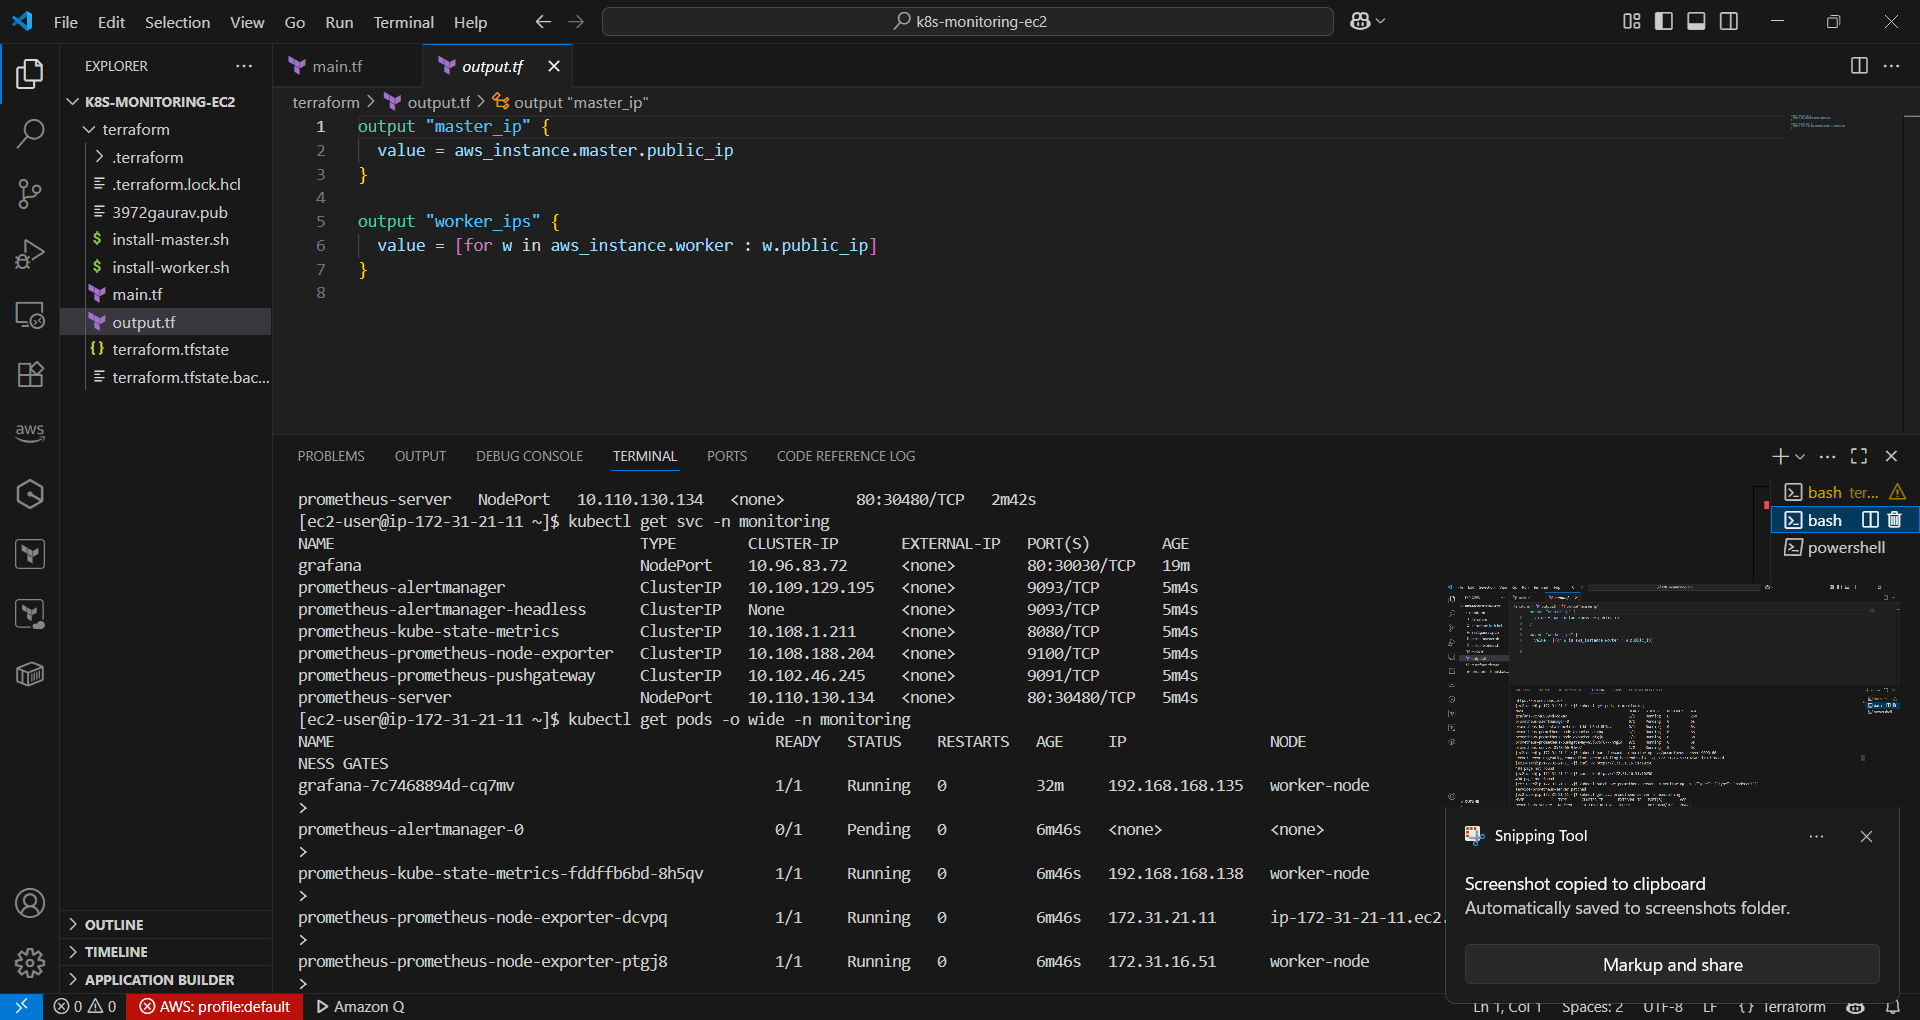 File Edit Selection View Go Run Terminal Help
k8s-monitoring-ec2
EXPLORER
main.tf
output.tf
K8S-MONITORING-EC2
terraform > output.tf > output "master_ip"
terraform
.terraform
.terraform.lock.hcl
3972gaurav.pub
install-master.sh
install-worker.sh
main.tf
output.tf
terraform.tfstate
terraform.tfstate.bac...
1 output "master_ip" {
2 value = aws_instance.master.public_ip
3 }
4
5 output "worker_ips" {
6 value = [for w in aws_instance.worker : w.public_ip]
7 }
8
aws
PROBLEMS OUTPUT DEBUG CONSOLE TERMINAL PORTS CODE REFERENCE LOG
prometheus-server NodePort 10.110.130.134 <none> 80:30480/TCP 2m42s
[ec2-user@ip-172-31-21-11 ~]$ kubectl get svc -n monitoring
NAME TYPE CLUSTER-IP EXTERNAL-IP PORT(S) AGE
grafana NodePort 10.96.83.72 <none> 80:30030/TCP 19m
prometheus-alertmanager ClusterIP 10.109.129.195 <none> 9093/TCP 5m4s
prometheus-alertmanager-headless ClusterIP None <none> 9093/TCP 5m4s
prometheus-kube-state-metrics ClusterIP 10.108.1.211 <none> 8080/TCP 5m4s
prometheus-prometheus-node-exporter ClusterIP 10.108.188.204 <none> 9100/TCP 5m4s
prometheus-prometheus-pushgateway ClusterIP 10.102.46.245 <none> 9091/TCP 5m4s
prometheus-server NodePort 10.110.130.134 <none> 80:30480/TCP 5m4s
[ec2-user@ip-172-31-21-11 ~]$ kubectl get pods -o wide -n monitoring
NAME READY STATUS RESTARTS AGE IP NODE
NESS GATES
grafana-7c7468894d-cq7mv 1/1 Running 0 32m 192.168.168.135 worker-node
>
prometheus-alertmanager-0 0/1 Pending 0 6m46s <none> <none>
>
prometheus-kube-state-metrics-fddffb6bd-8h5qv 1/1 Running 0 6m46s 192.168.168.138 worker-node
>
prometheus-prometheus-node-exporter-dcvpq 1/1 Running 0 6m46s 172.31.21.11 ip-172-31-21-11.ec2.
>
prometheus-prometheus-node-exporter-ptgj8 1/1 Running 0 6m46s 172.31.16.51 worker-node
>
bash ter...
bash
powershell
Snipping Tool
Screenshot copied to clipboard
Automatically saved to screenshots folder.
Markup and share
OUTLINE
TIMELINE
APPLICATION BUILDER
0 0 AWS: profile:default Amazon Q
Ln 1, Col 1 Spaces: 2 UTF-8 LF {} Terraform